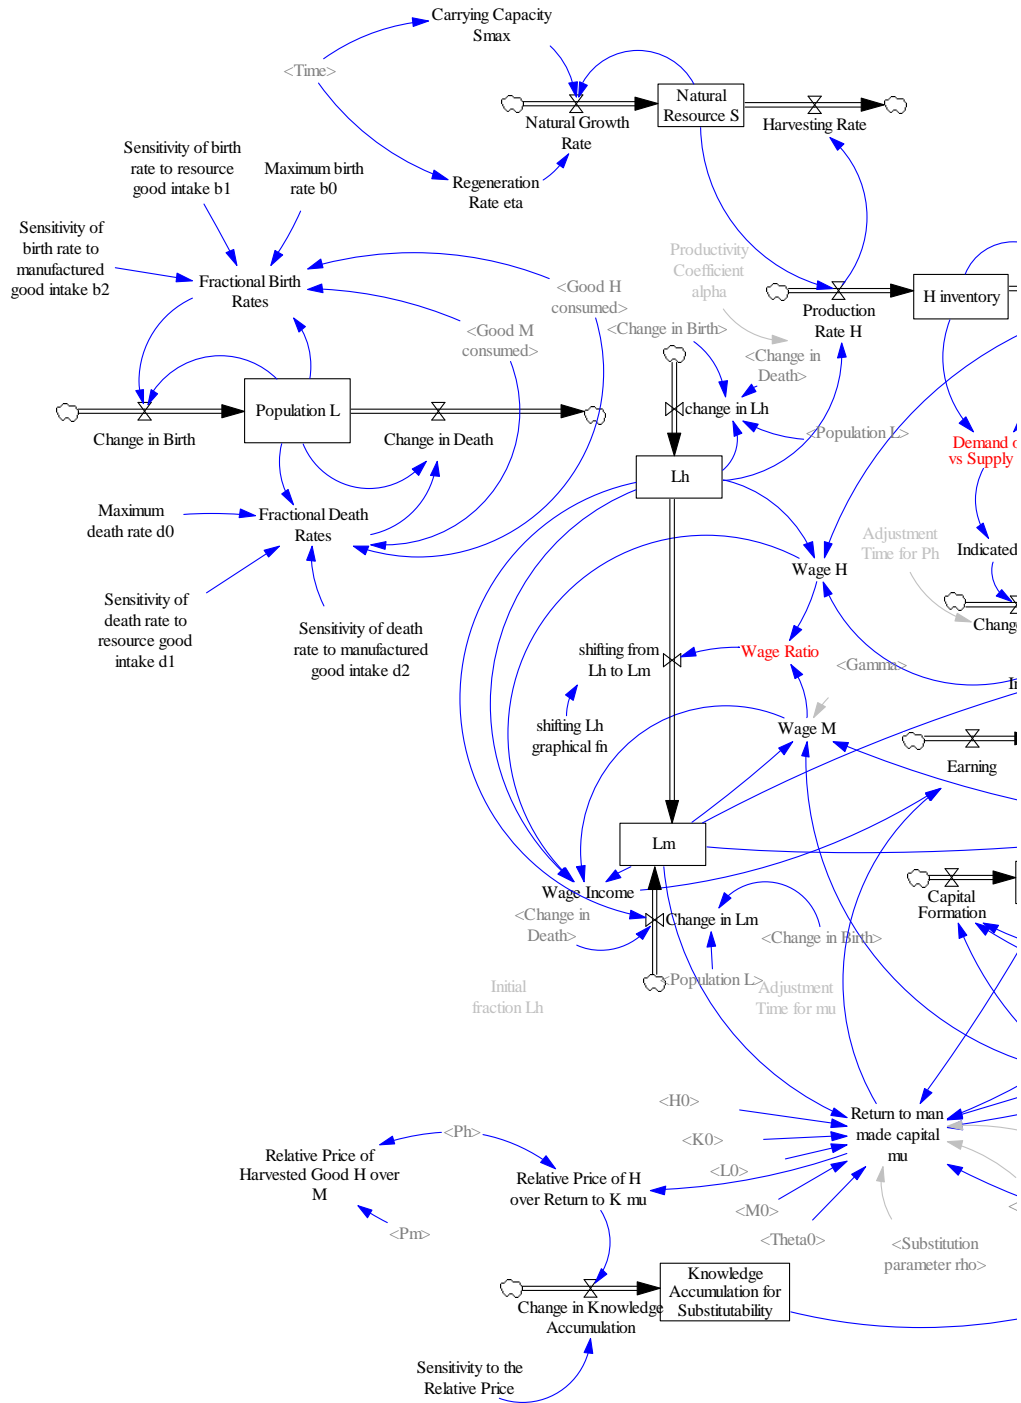 Carrying Capacity
Smax
<Time>
Natural
Resource S
Natural Growth
Rate
Harvesting Rate
Sensitivity of birth
rate to resource
good intake b1
Maximum birth
rate b0
Regeneration
Rate eta
Sensitivity of
birth rate to
manufactured
good intake b2
Fractional Birth
Rates
<Good H
consumed>
Productivity
Coefficient
alpha
H inventory
Production
Rate H
<Good M
consumed>
<Change in Birth>
<Change in
Death>
Population L
Change in Birth
Change in Death
change in Lh
<Population L>
Demand o
vs Supply
Lh
Maximum
death rate d0
Fractional Death
Rates
Adjustment
Time for Ph
Indicated
Wage H
Sensitivity of
death rate to
resource good
intake d1
Sensitivity of death
rate to manufactured
good intake d2
Change
shifting from
Lh to Lm
Wage Ratio
<Gamma>
In
shifting Lh
graphical fn
Wage M
Earning
Lm
Wage Income
Capital
Formation
<Change in
Death>
Change in Lm
<Change in Birth>
<Population L>
Initial
fraction Lh
Adjustment
Time for mu
<H0>
Return to man
made capital
mu
<K0>
<Ph>
Relative Price of
Harvested Good H over
M
<L0>
Relative Price of H
over Return to K mu
<M0>
<Pm>
<Theta0>
<Substitution
parameter rho>
<
Knowledge
Accumulation for
Substitutability
Change in Knowledge
Accumulation
Sensitivity to the
Relative Price